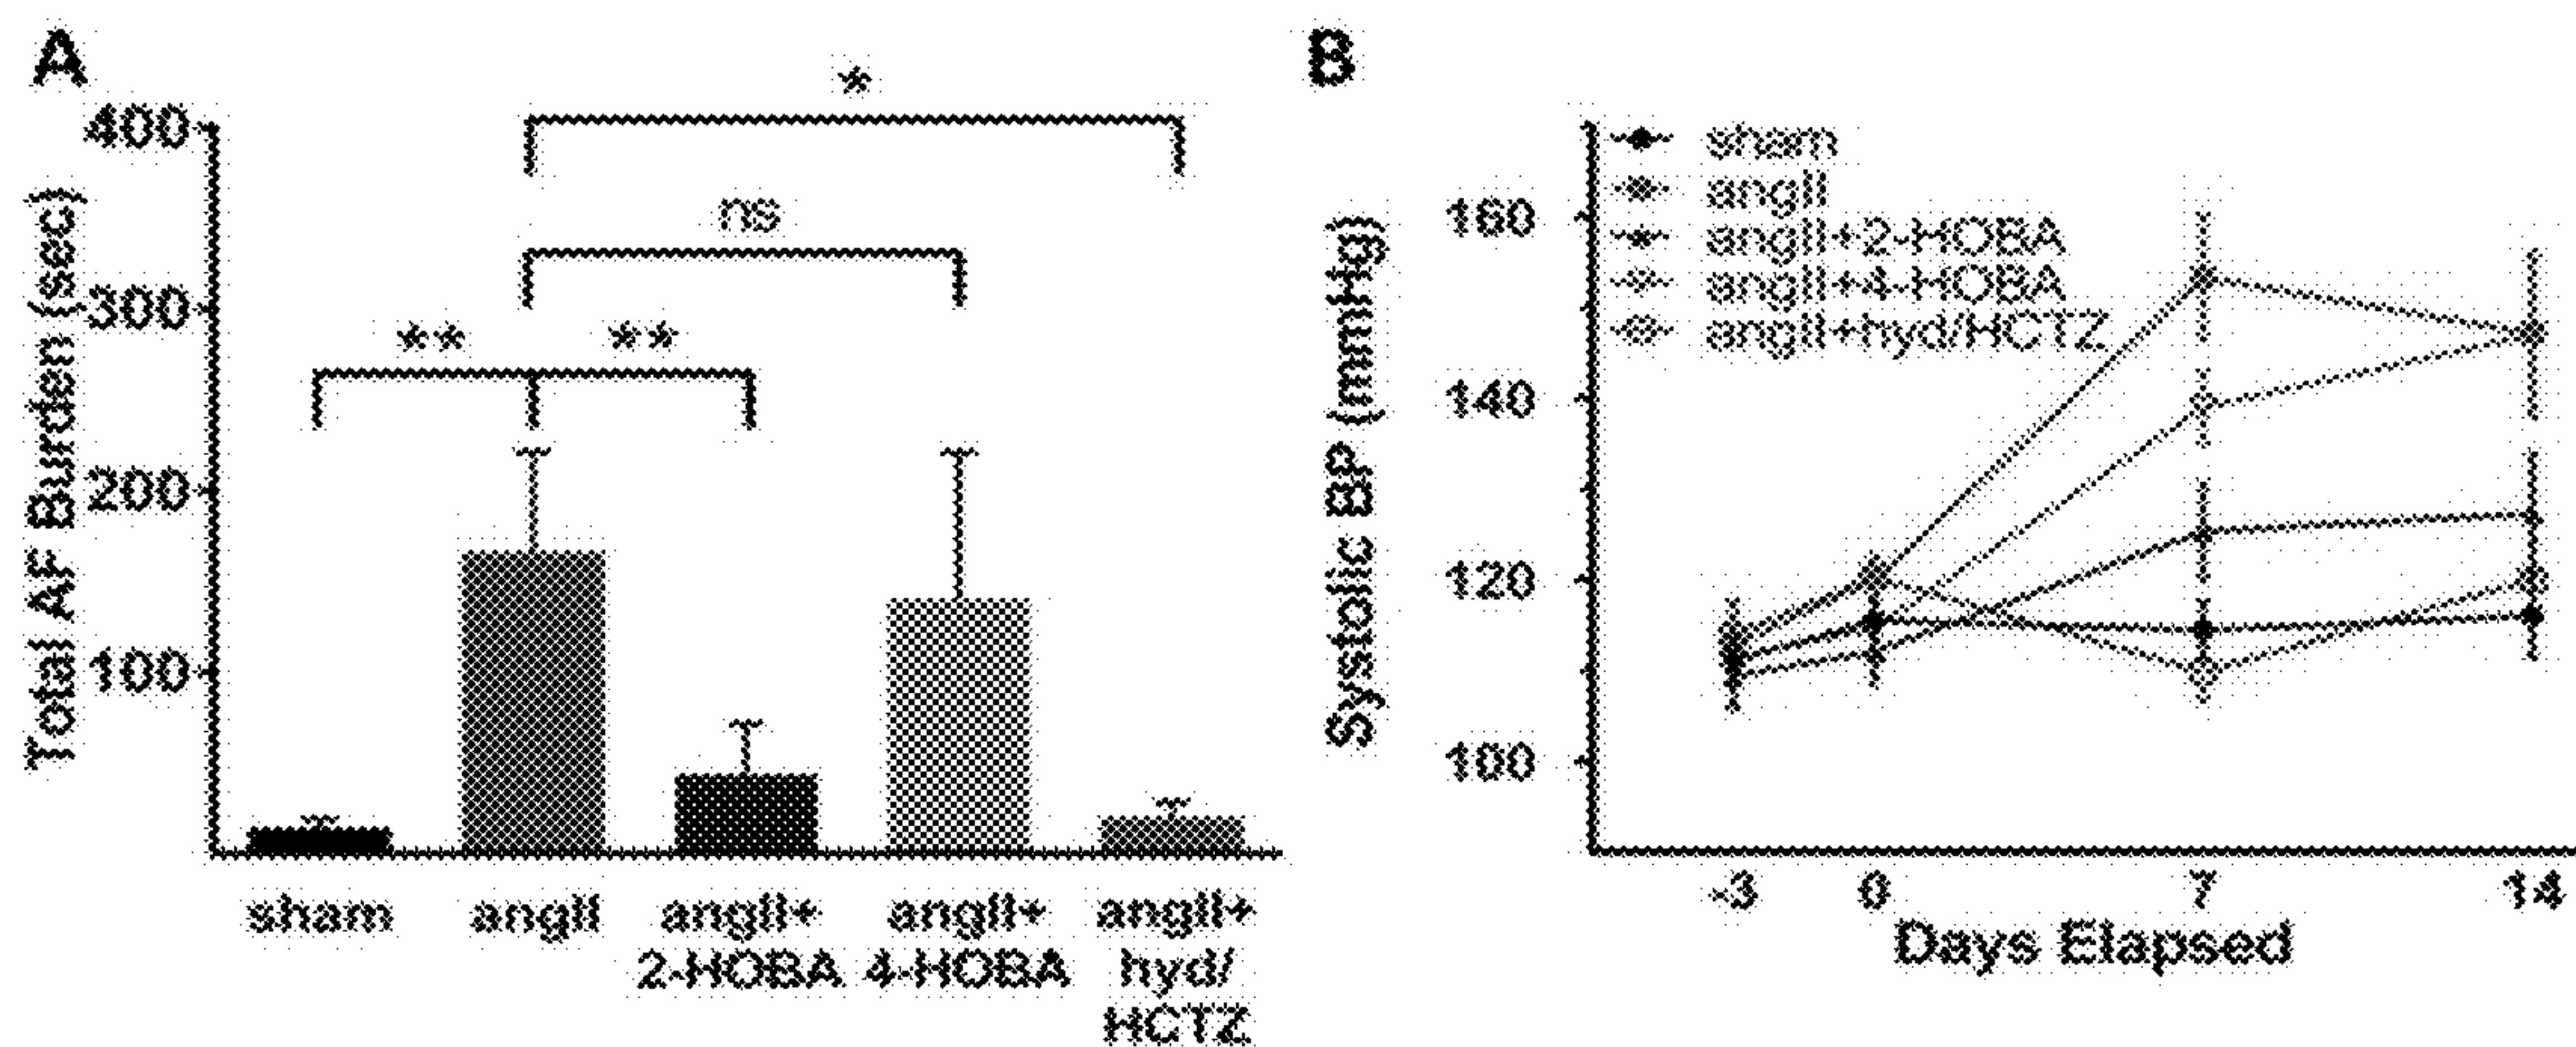 A
*
400
ns
300
** **
200
100
Total AF Burden (sec)
sham angII angII+ angII+ angII+
2-HOBA 4-HOBA hyd/
HCTZ
B
sham
angII
angII+2-HOBA
angII+4-HOBA
angII+hyd/HCTZ
160
140
120
100
Systolic BP (mmHg)
-3 0 7 14
Days Elapsed